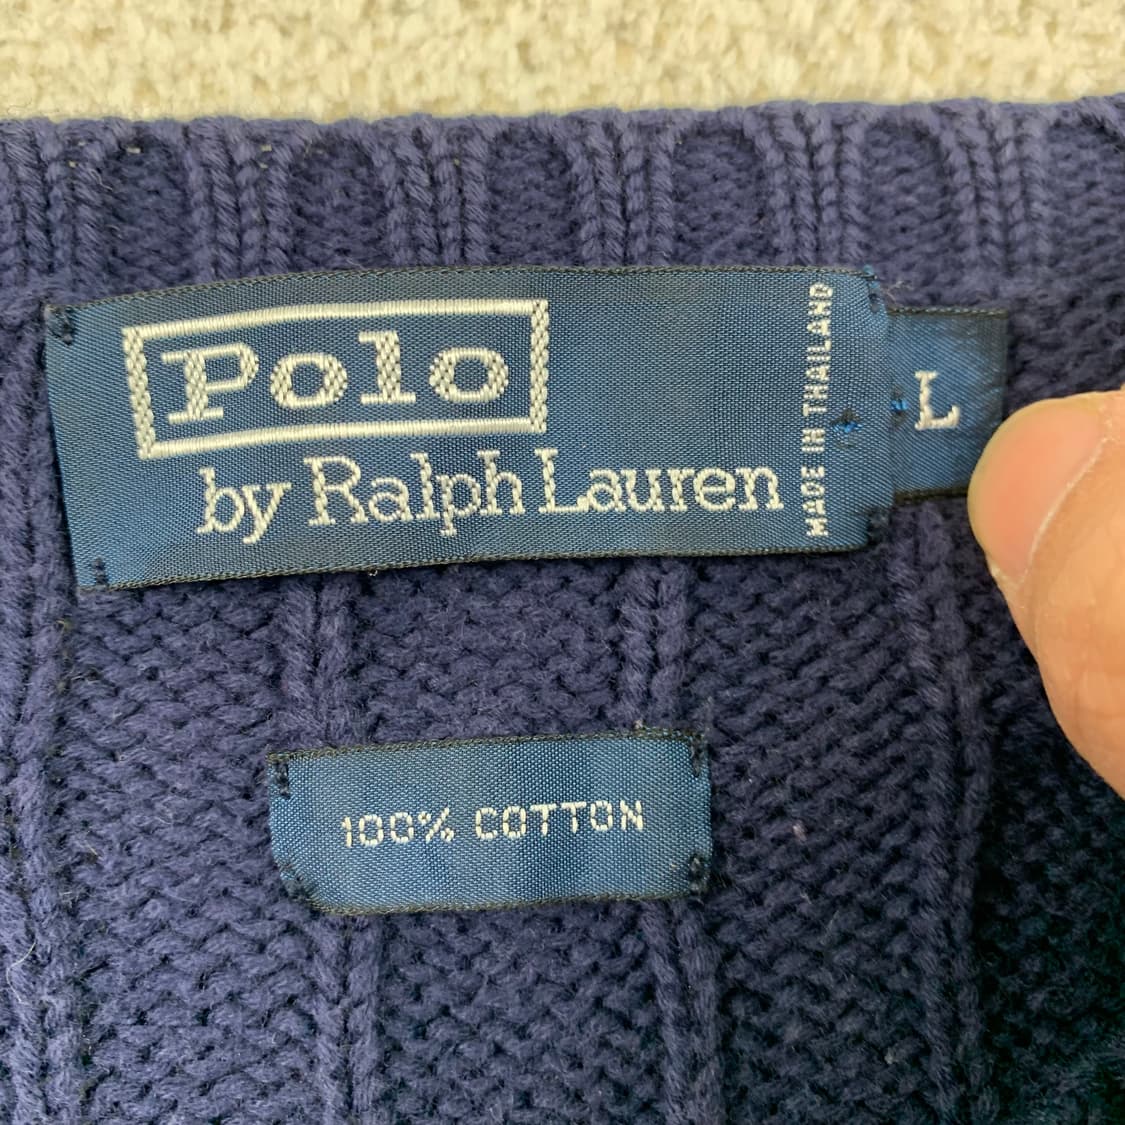 Polo
by Ralph Lauren
MADE IN THAILAND
L
100% COTTON